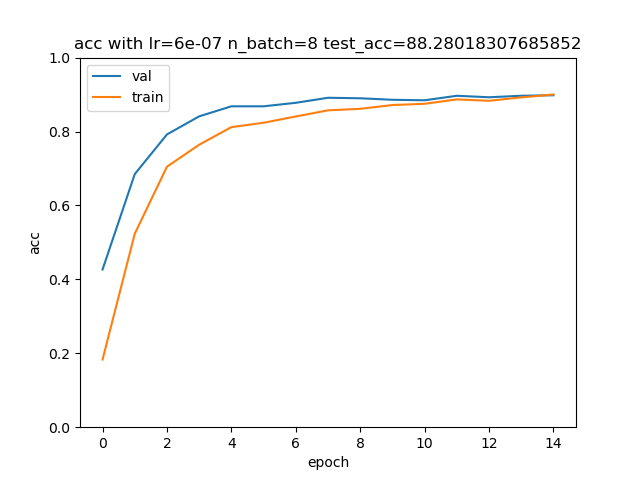 acc with lr=6e-07 n_batch=8 test_acc=88.28018307685852
val
train
1.0
0.8
0.6
0.4
0.2
0.0
acc
0 2 4 6 8 10 12 14
epoch